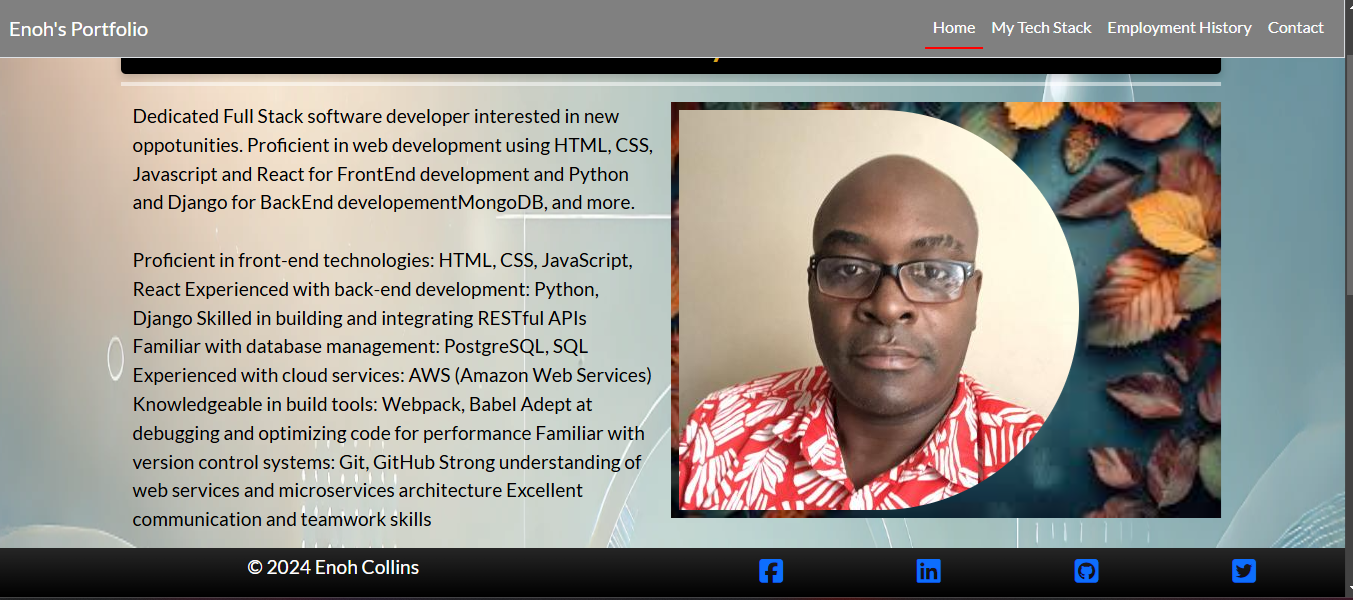 Enoh's Portfolio
Home My Tech Stack Employment History Contact
Dedicated Full Stack software developer interested in new
oppotunities. Proficient in web development using HTML, CSS,
Javascript and React for FrontEnd development and Python
and Django for BackEnd developementMongoDB, and more.
Proficient in front-end technologies: HTML, CSS, JavaScript,
React Experienced with back-end development: Python,
Django Skilled in building and integrating RESTful APIs
Familiar with database management: PostgreSQL, SQL
Experienced with cloud services: AWS (Amazon Web Services)
Knowledgeable in build tools: Webpack, Babel Adept at
debugging and optimizing code for performance Familiar with
version control systems: Git, GitHub Strong understanding of
web services and microservices architecture Excellent
communication and teamwork skills
© 2024 Enoh Collins